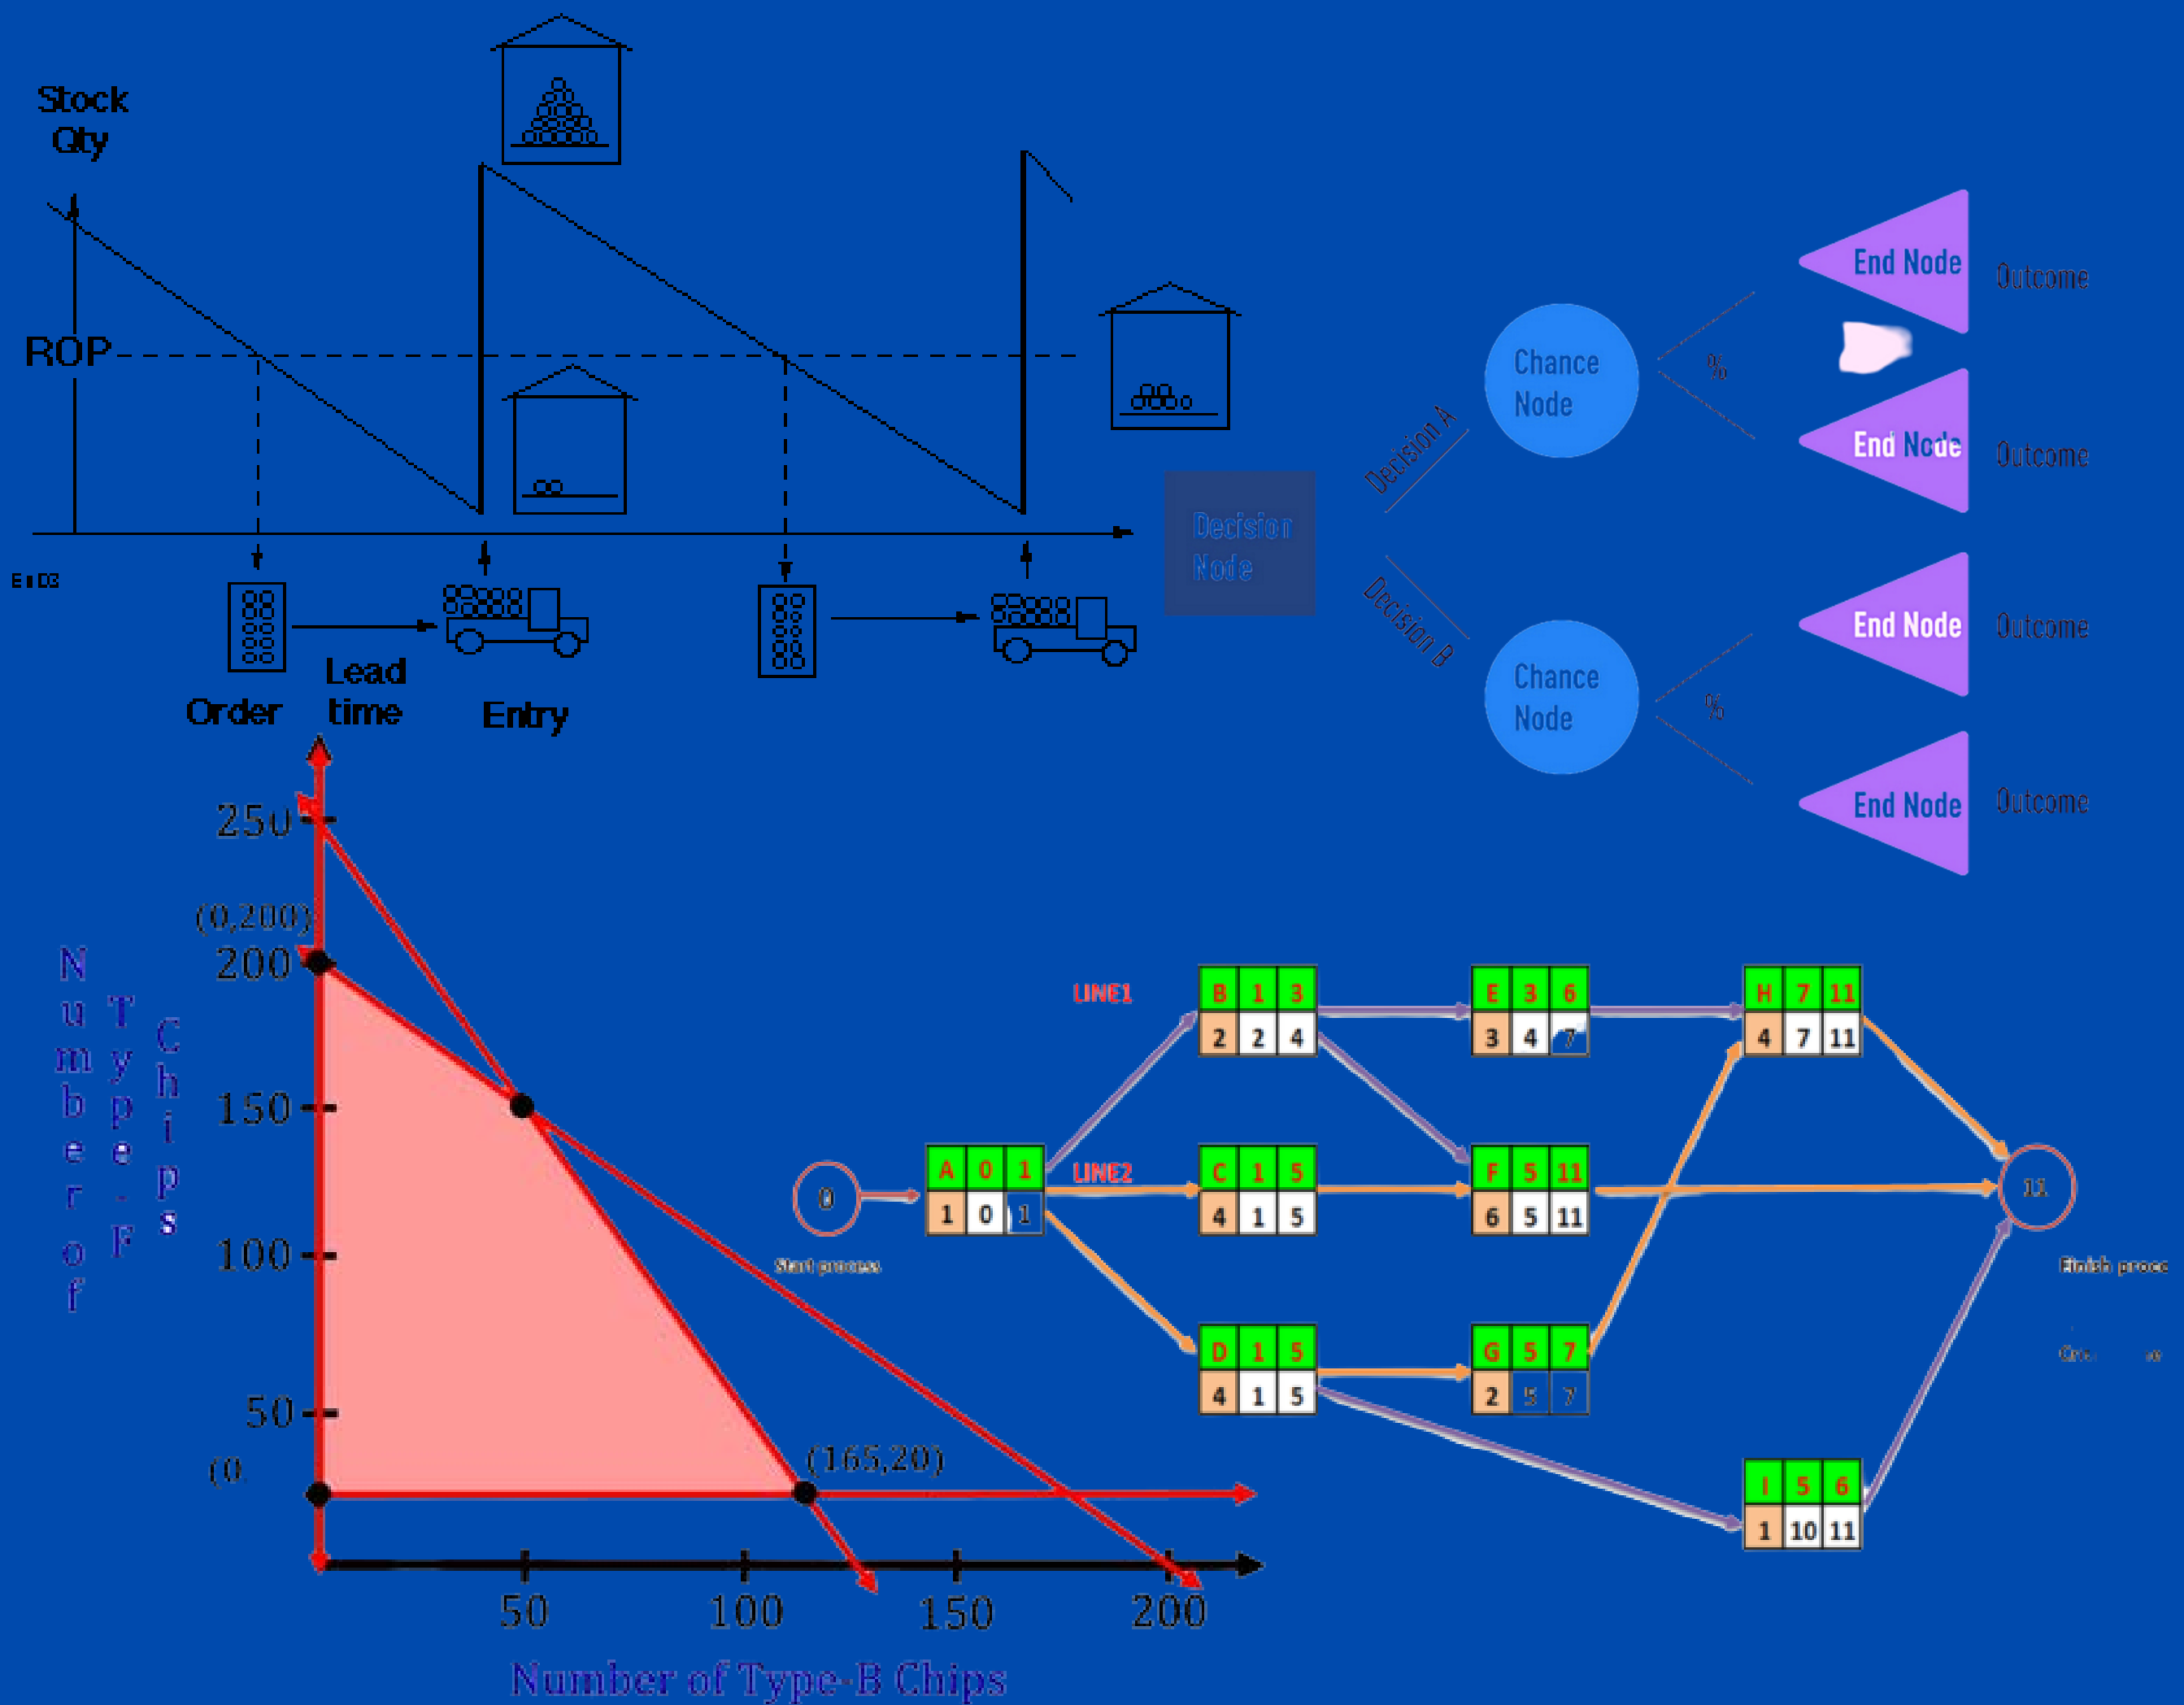 Stock
Qty
ROP
Order
Lead
time
Entry
Decision
Node
Decision A
Decision B
Chance
Node
%
Chance
Node
%
End Node
Outcome
End Node
Outcome
End Node
Outcome
End Node
Outcome
Number of
Type-F
Chips
250
(0,200)
200
150
100
50
(0.
(165,20)
50
100
150
200
Number of Type-B Chips
0
Start process
A 0 1
1 0 1
LINE1
LINE2
B 1 3
2 2 4
C 1 5
4 1 5
D 1 5
4 1 5
E 3 6
3 4 7
F 5 11
6 5 11
G 5 7
2 5 7
H 7 11
4 7 11
I 5 6
1 10 11
11
Finish proce